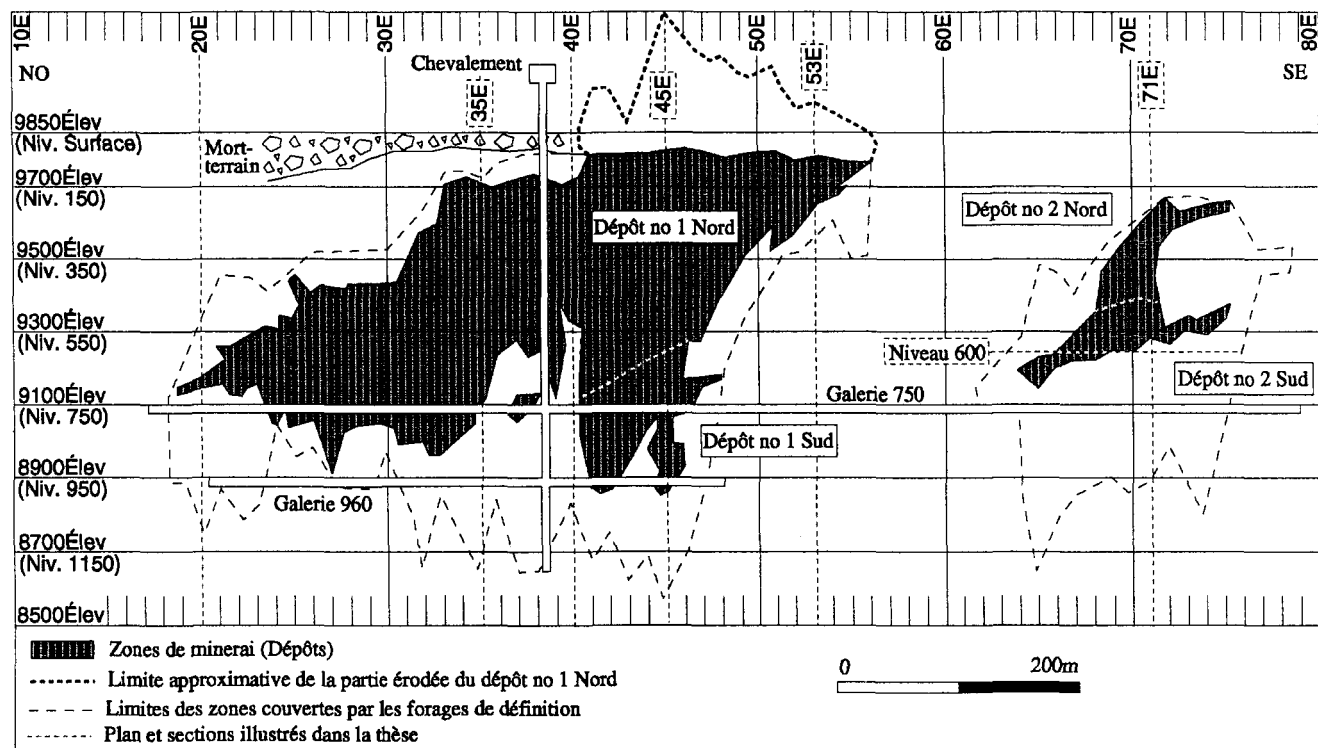 10E 20E 30E 40E 50E 60E 70E 80E
NO
Chevalement
SE
35E
45E
53E
71E
9850Élev
(Niv. Surface)
Mort-
terrain
9700Élev
(Niv. 150)
Dépôt no 1 Nord
Dépôt no 2 Nord
9500Élev
(Niv. 350)
9300Élev
(Niv. 550)
Niveau 600
Dépôt no 2 Sud
9100Élev
(Niv. 750)
Galerie 750
Dépôt no 1 Sud
8900Élev
(Niv. 950)
Galerie 960
8700Élev
(Niv. 1150)
8500Élev
Zones de minerai (Dépôts)
Limite approximative de la partie érodée du dépôt no 1 Nord
Limites des zones couvertes par les forages de définition
Plan et sections illustrés dans la thèse
0 200m